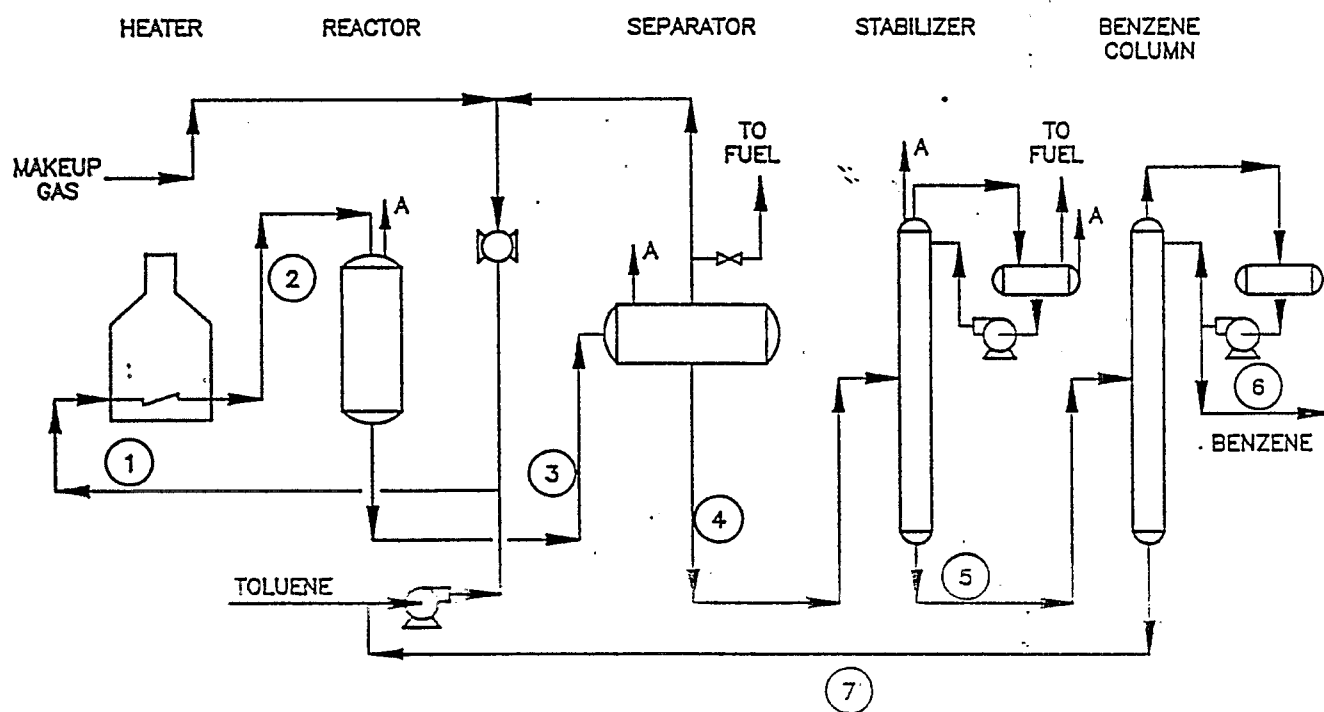 HEATER
REACTOR
SEPARATOR
STABILIZER
BENZENE
COLUMN
MAKEUP
GAS
TO
FUEL
TO
FUEL
A
A
A
A
2
1
3
4
5
6
BENZENE
TOLUENE
7